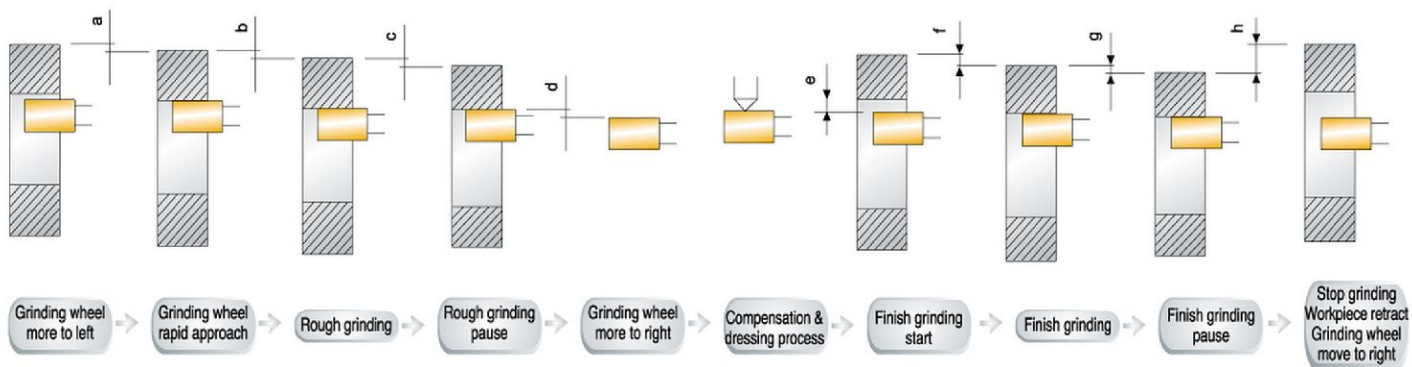 a
b
c
d
e
f
g
h
Grinding wheel
more to left
Grinding wheel
rapid approach
Rough grinding
Rough grinding
pause
Grinding wheel
more to right
Compensation &
dressing process
Finish grinding
start
Finish grinding
Finish grinding
pause
Stop grinding
Workpiece retract
Grinding wheel
move to right